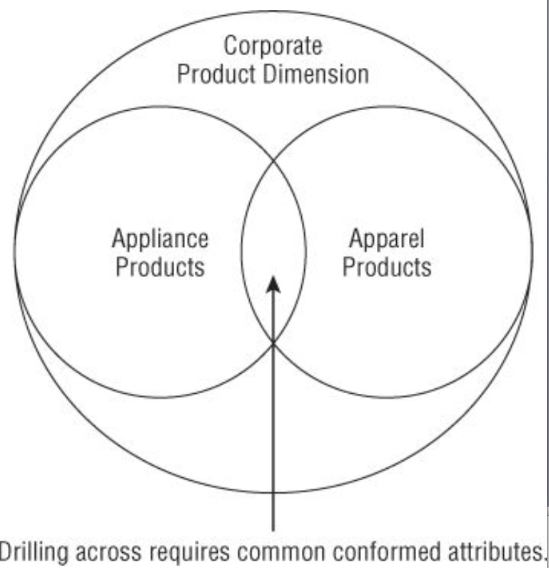 Corporate
Product Dimension
Appliance
Products
Apparel
Products
Drilling across requires common conformed attributes.